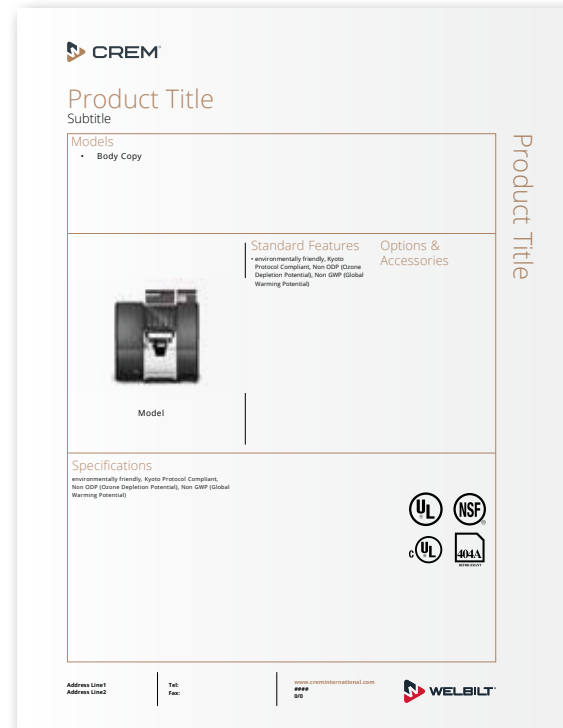 CREM
Product Title
Subtitle
Models
• Body Copy
Product Title
Standard Features
• environmentally friendly, Kyoto
Protocol Compliant, Non ODP (Ozone
Depletion Potential), Non GWP (Global
Warming Potential)
Options &
Accessories
Model
Specifications
environmentally friendly, Kyoto Protocol Compliant,
Non ODP (Ozone Depletion Potential), Non GWP (Global
Warming Potential)
UL
NSF
®
C UL
404A
REFRIGERANT
Address Line1
Address Line2
Tel:
Fax:
www.creminternational.com
####
0/0
WELBILT